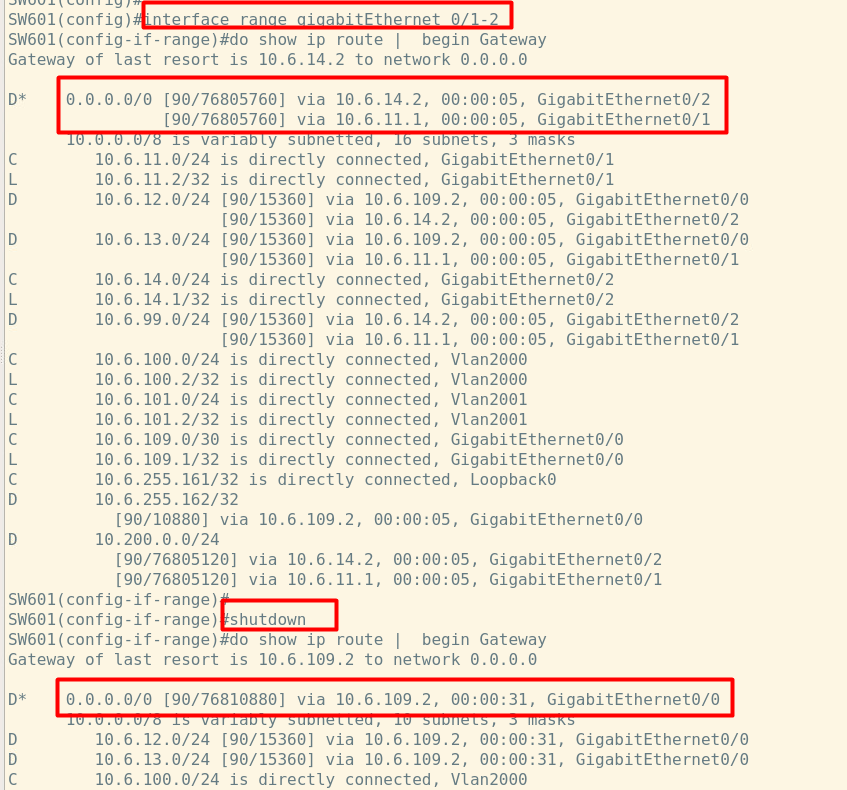 SW601(config)#
SW601(config)#interface range gigabitEthernet 0/1-2
SW601(config-if-range)#do show ip route |  begin Gateway
Gateway of last resort is 10.6.14.2 to network 0.0.0.0
D*    0.0.0.0/0 [90/76805760] via 10.6.14.2, 00:00:05, GigabitEthernet0/2
                [90/76805760] via 10.6.11.1, 00:00:05, GigabitEthernet0/1
      10.0.0.0/8 is variably subnetted, 16 subnets, 3 masks
C        10.6.11.0/24 is directly connected, GigabitEthernet0/1
L        10.6.11.2/32 is directly connected, GigabitEthernet0/1
D        10.6.12.0/24 [90/15360] via 10.6.109.2, 00:00:05, GigabitEthernet0/0
                      [90/15360] via 10.6.14.2, 00:00:05, GigabitEthernet0/2
D        10.6.13.0/24 [90/15360] via 10.6.109.2, 00:00:05, GigabitEthernet0/0
                      [90/15360] via 10.6.11.1, 00:00:05, GigabitEthernet0/1
C        10.6.14.0/24 is directly connected, GigabitEthernet0/2
L        10.6.14.1/32 is directly connected, GigabitEthernet0/2
D        10.6.99.0/24 [90/15360] via 10.6.14.2, 00:00:05, GigabitEthernet0/2
                      [90/15360] via 10.6.11.1, 00:00:05, GigabitEthernet0/1
C        10.6.100.0/24 is directly connected, Vlan2000
L        10.6.100.2/32 is directly connected, Vlan2000
C        10.6.101.0/24 is directly connected, Vlan2001
L        10.6.101.2/32 is directly connected, Vlan2001
C        10.6.109.0/30 is directly connected, GigabitEthernet0/0
L        10.6.109.1/32 is directly connected, GigabitEthernet0/0
C        10.6.255.161/32 is directly connected, Loopback0
D        10.6.255.162/32
           [90/10880] via 10.6.109.2, 00:00:05, GigabitEthernet0/0
D        10.200.0.0/24
           [90/76805120] via 10.6.14.2, 00:00:05, GigabitEthernet0/2
           [90/76805120] via 10.6.11.1, 00:00:05, GigabitEthernet0/1
SW601(config-if-range)#
SW601(config-if-range)#shutdown
SW601(config-if-range)#do show ip route |  begin Gateway
Gateway of last resort is 10.6.109.2 to network 0.0.0.0
D*    0.0.0.0/0 [90/76810880] via 10.6.109.2, 00:00:31, GigabitEthernet0/0
      10.0.0.0/8 is variably subnetted, 10 subnets, 3 masks
D        10.6.12.0/24 [90/15360] via 10.6.109.2, 00:00:31, GigabitEthernet0/0
D        10.6.13.0/24 [90/15360] via 10.6.109.2, 00:00:31, GigabitEthernet0/0
C        10.6.100.0/24 is directly connected, Vlan2000